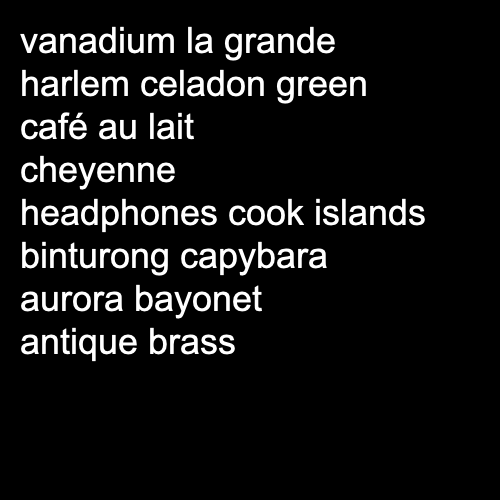 vanadium la grande
harlem celadon green
café au lait
cheyenne
headphones cook islands
binturong capybara
aurora bayonet
antique brass